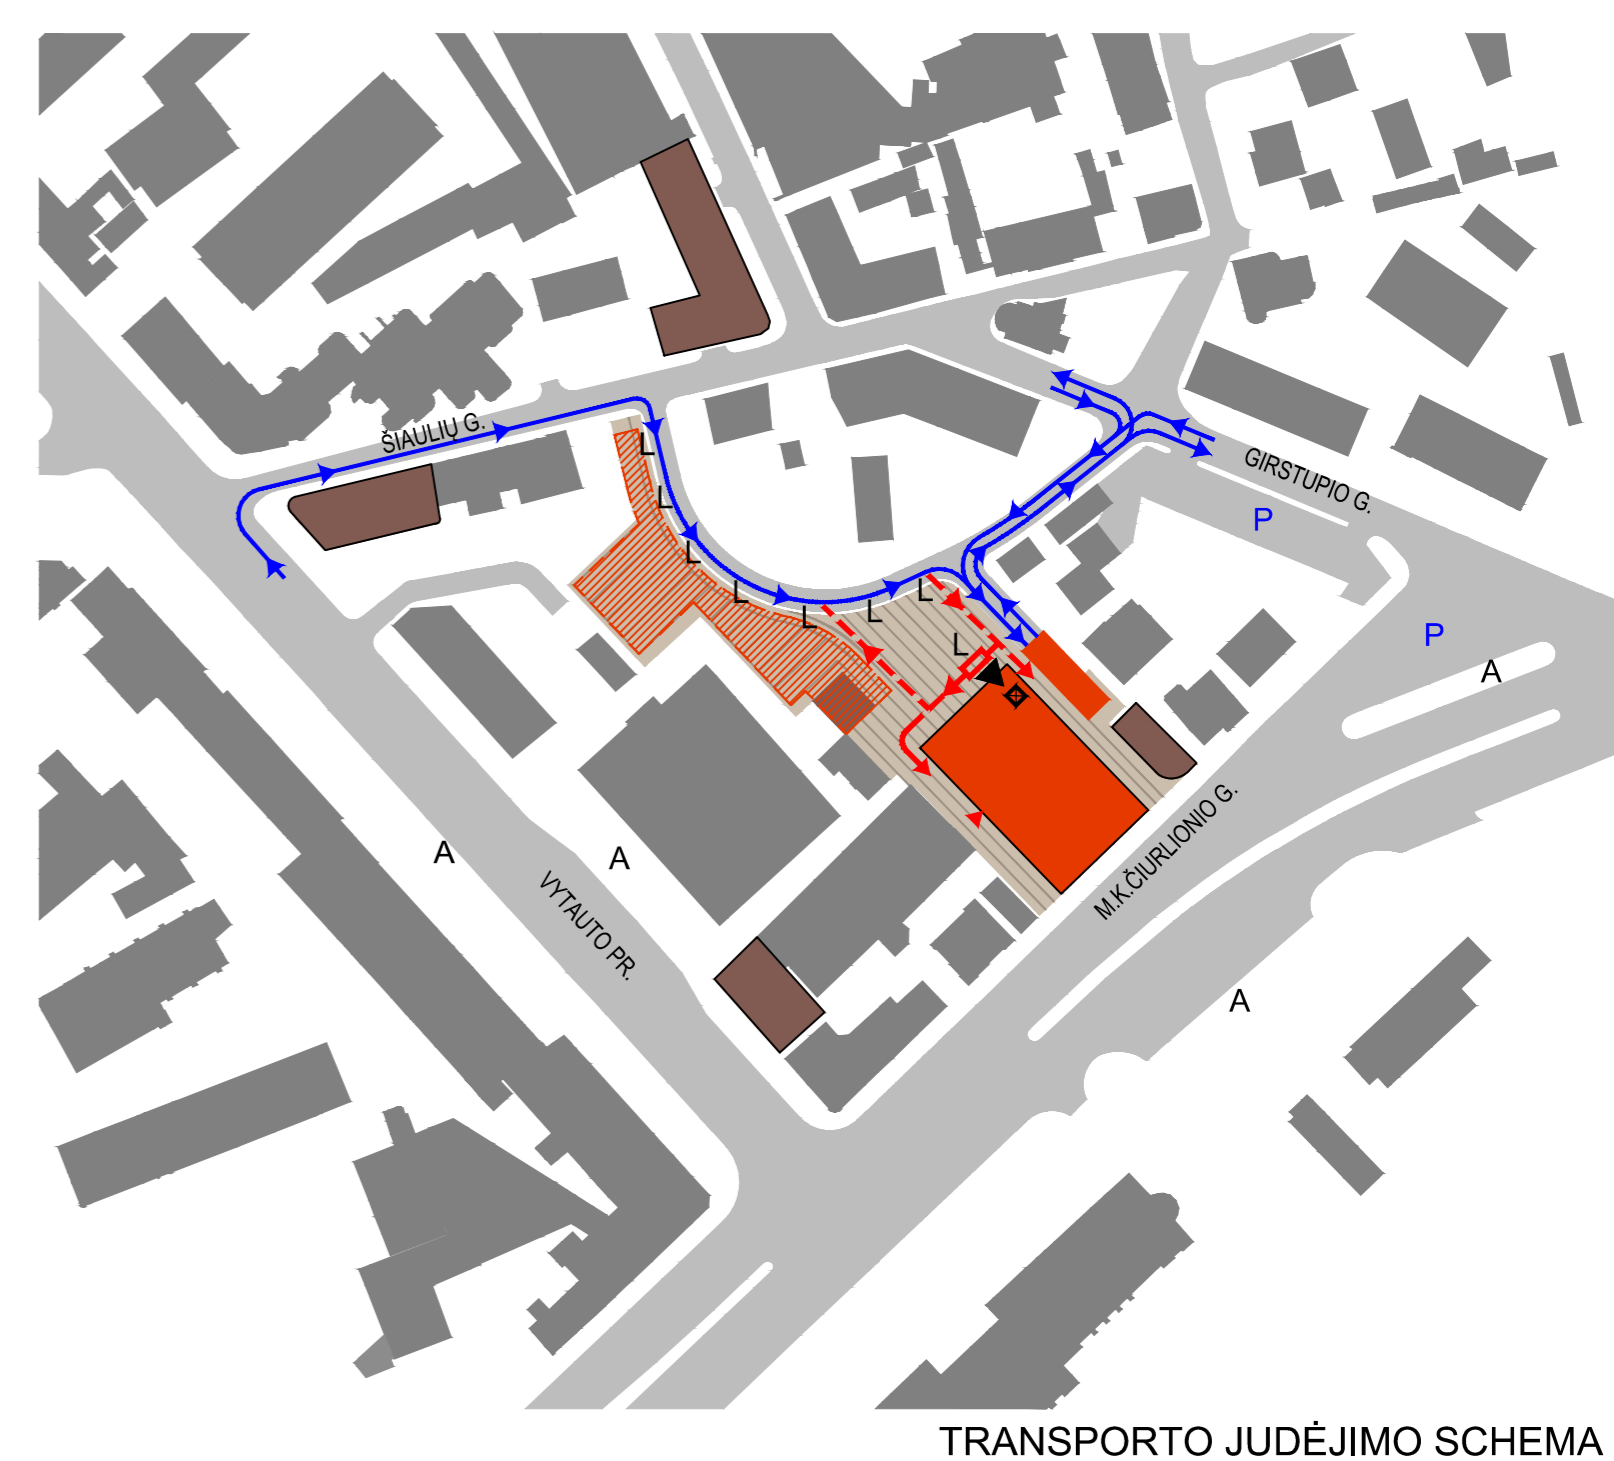 ŠIAULIŲ G.
L
L
GIRSTUPIO G.
P
L
L
L
L
L
L
P
A
A
A
M.K.ČIURLIONIO G.
VYTAUTO PR.
A
TRANSPORTO JUDĖJIMO SCHEMA